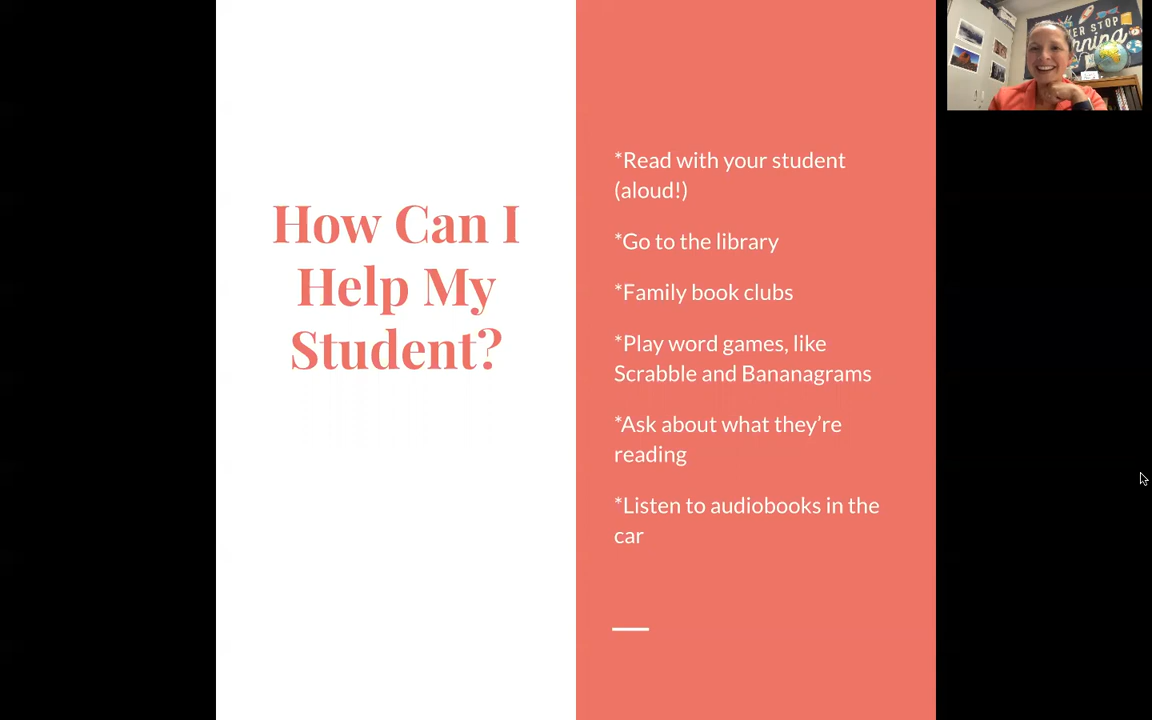 How Can I
Help My
Student?
*Read with your student
(aloud!)
*Go to the library
*Family book clubs
*Play word games, like
Scrabble and Bananagrams
*Ask about what they're
reading
*Listen to audiobooks in the
car
STOP